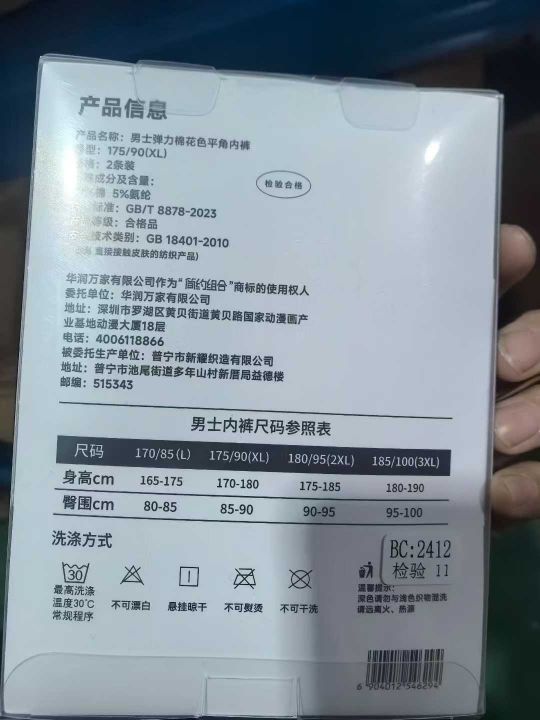 产品信息
产品名称：男士弹力棉花色平角内裤
型：175/90(XL)
：2条装
成分及含量：
棉 5%氨纶
标准：GB/T 8878-2023
等级：合格品
技术类别：GB 18401-2010
直接接触皮肤的纺织产品)
检验合格
华润万家有限公司作为“简约组合”商标的使用权人
委托单位：华润万家有限公司
地址：深圳市罗湖区黄贝街道黄贝路国家动漫画产
业基地动漫大厦18层
电话：4006118866
被委托生产单位：普宁市新耀织造有限公司
地址：普宁市池尾街道多年山村新厝局益德楼
邮编：515343
男士内裤尺码参照表
尺码 170/85(L) 175/90(XL) 180/95(2XL) 185/100(3XL)
身高cm 165-175 170-180 175-185 180-190
臀围cm 80-85 85-90 90-95 95-100
洗涤方式
30
最高洗涤
温度30℃
常规程序
不可漂白
悬挂晾干
不可熨烫
不可干洗
BC:2412
检验 11
温馨提示：
深色请勿与浅色织物混洗
请远离火、热源
6 904012 546294